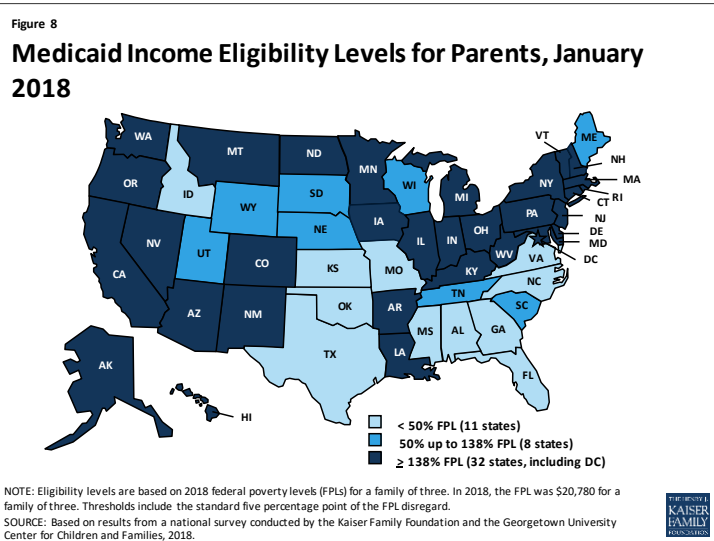 Figure 8
Medicaid Income Eligibility Levels for Parents, January
2018
WA
MT
ND
MN
VT
ME
NH
OR
ID
SD
WI
MI
NY
MA
RI
CT
WY
IA
PA
NJ
NE
OH
DE
MD
NV
UT
IL
IN
WV
DC
CO
VA
CA
KS
MO
KY
NC
TN
AZ
NM
OK
AR
SC
MS
AL
GA
TX
LA
AK
FL
HI
< 50% FPL (11 states)
50% up to 138% FPL (8 states)
≥ 138% FPL (32 states, including DC)
NOTE: Eligibility levels are based on 2018 federal poverty levels (FPLs) for a family of three. In 2018, the FPL was $20,780 for a
family of three. Thresholds include the standard five percentage point of the FPL disregard.
SOURCE: Based on results from a national survey conducted by the Kaiser Family Foundation and the Georgetown University
Center for Children and Families, 2018.
THE HENRY J.
KAISER
FAMILY
FOUNDATION